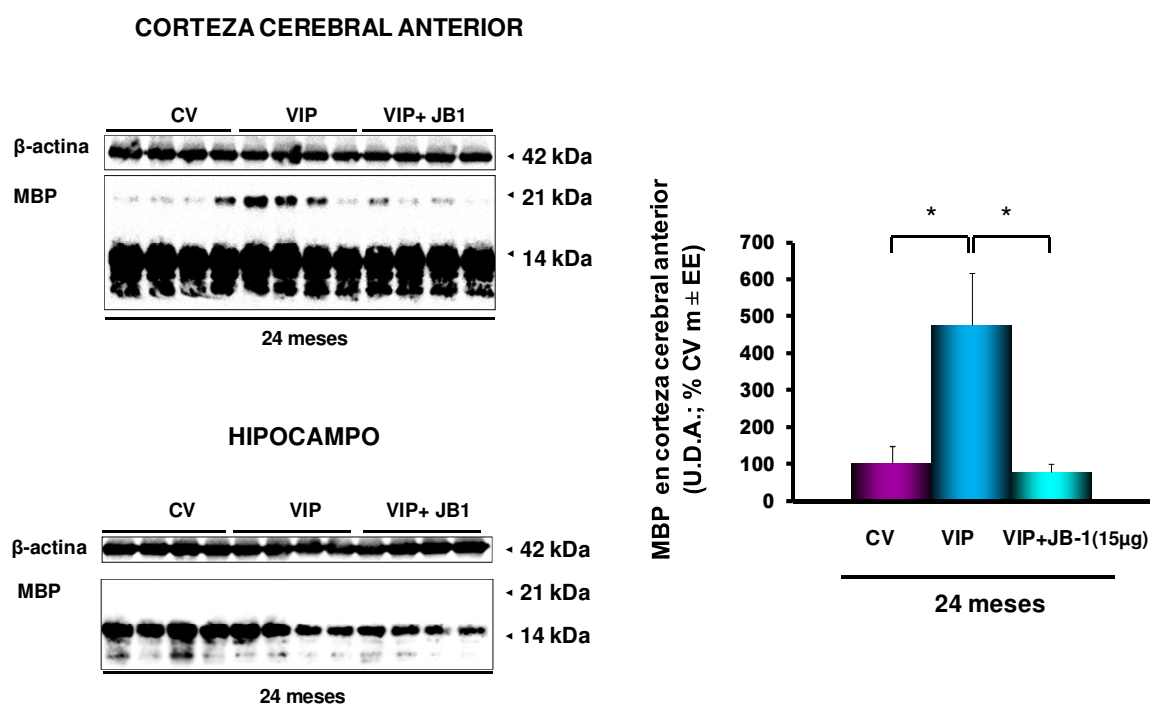 CORTEZA CEREBRAL ANTERIOR
CV VIP VIP+ JB1
β-actina
42 kDa
MBP
21 kDa
14 kDa
24 meses
HIPOCAMPO
CV VIP VIP+ JB1
β-actina
42 kDa
MBP
21 kDa
14 kDa
24 meses
MBP en corteza cerebral anterior
(U.D.A.; % CV m ± EE)
* *
700
600
500
400
300
200
100
0
CV VIP VIP+JB-1(15µg)
24 meses